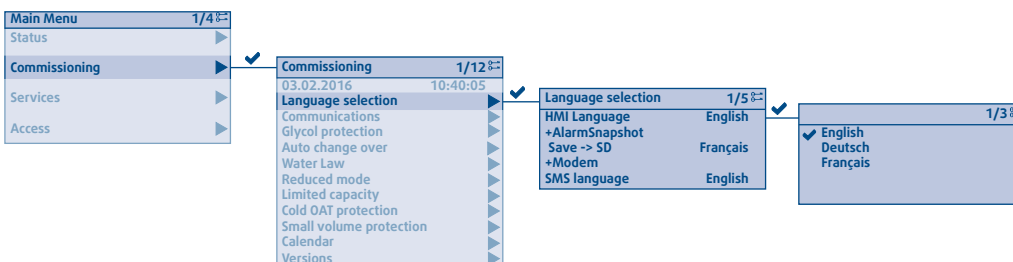 Main Menu 1/4
Status
Commissioning
Services
Access
Commissioning 1/12
03.02.2016 10:40:05
Language selection
Communications
Glycol protection
Auto change over
Water Law
Reduced mode
Limited capacity
Cold OAT protection
Small volume protection
Calendar
Versions
Language selection 1/5
HMI Language English
+AlarmSnapshot
Save -> SD Français
+Modem
SMS language English
1/3
English
Deutsch
Français